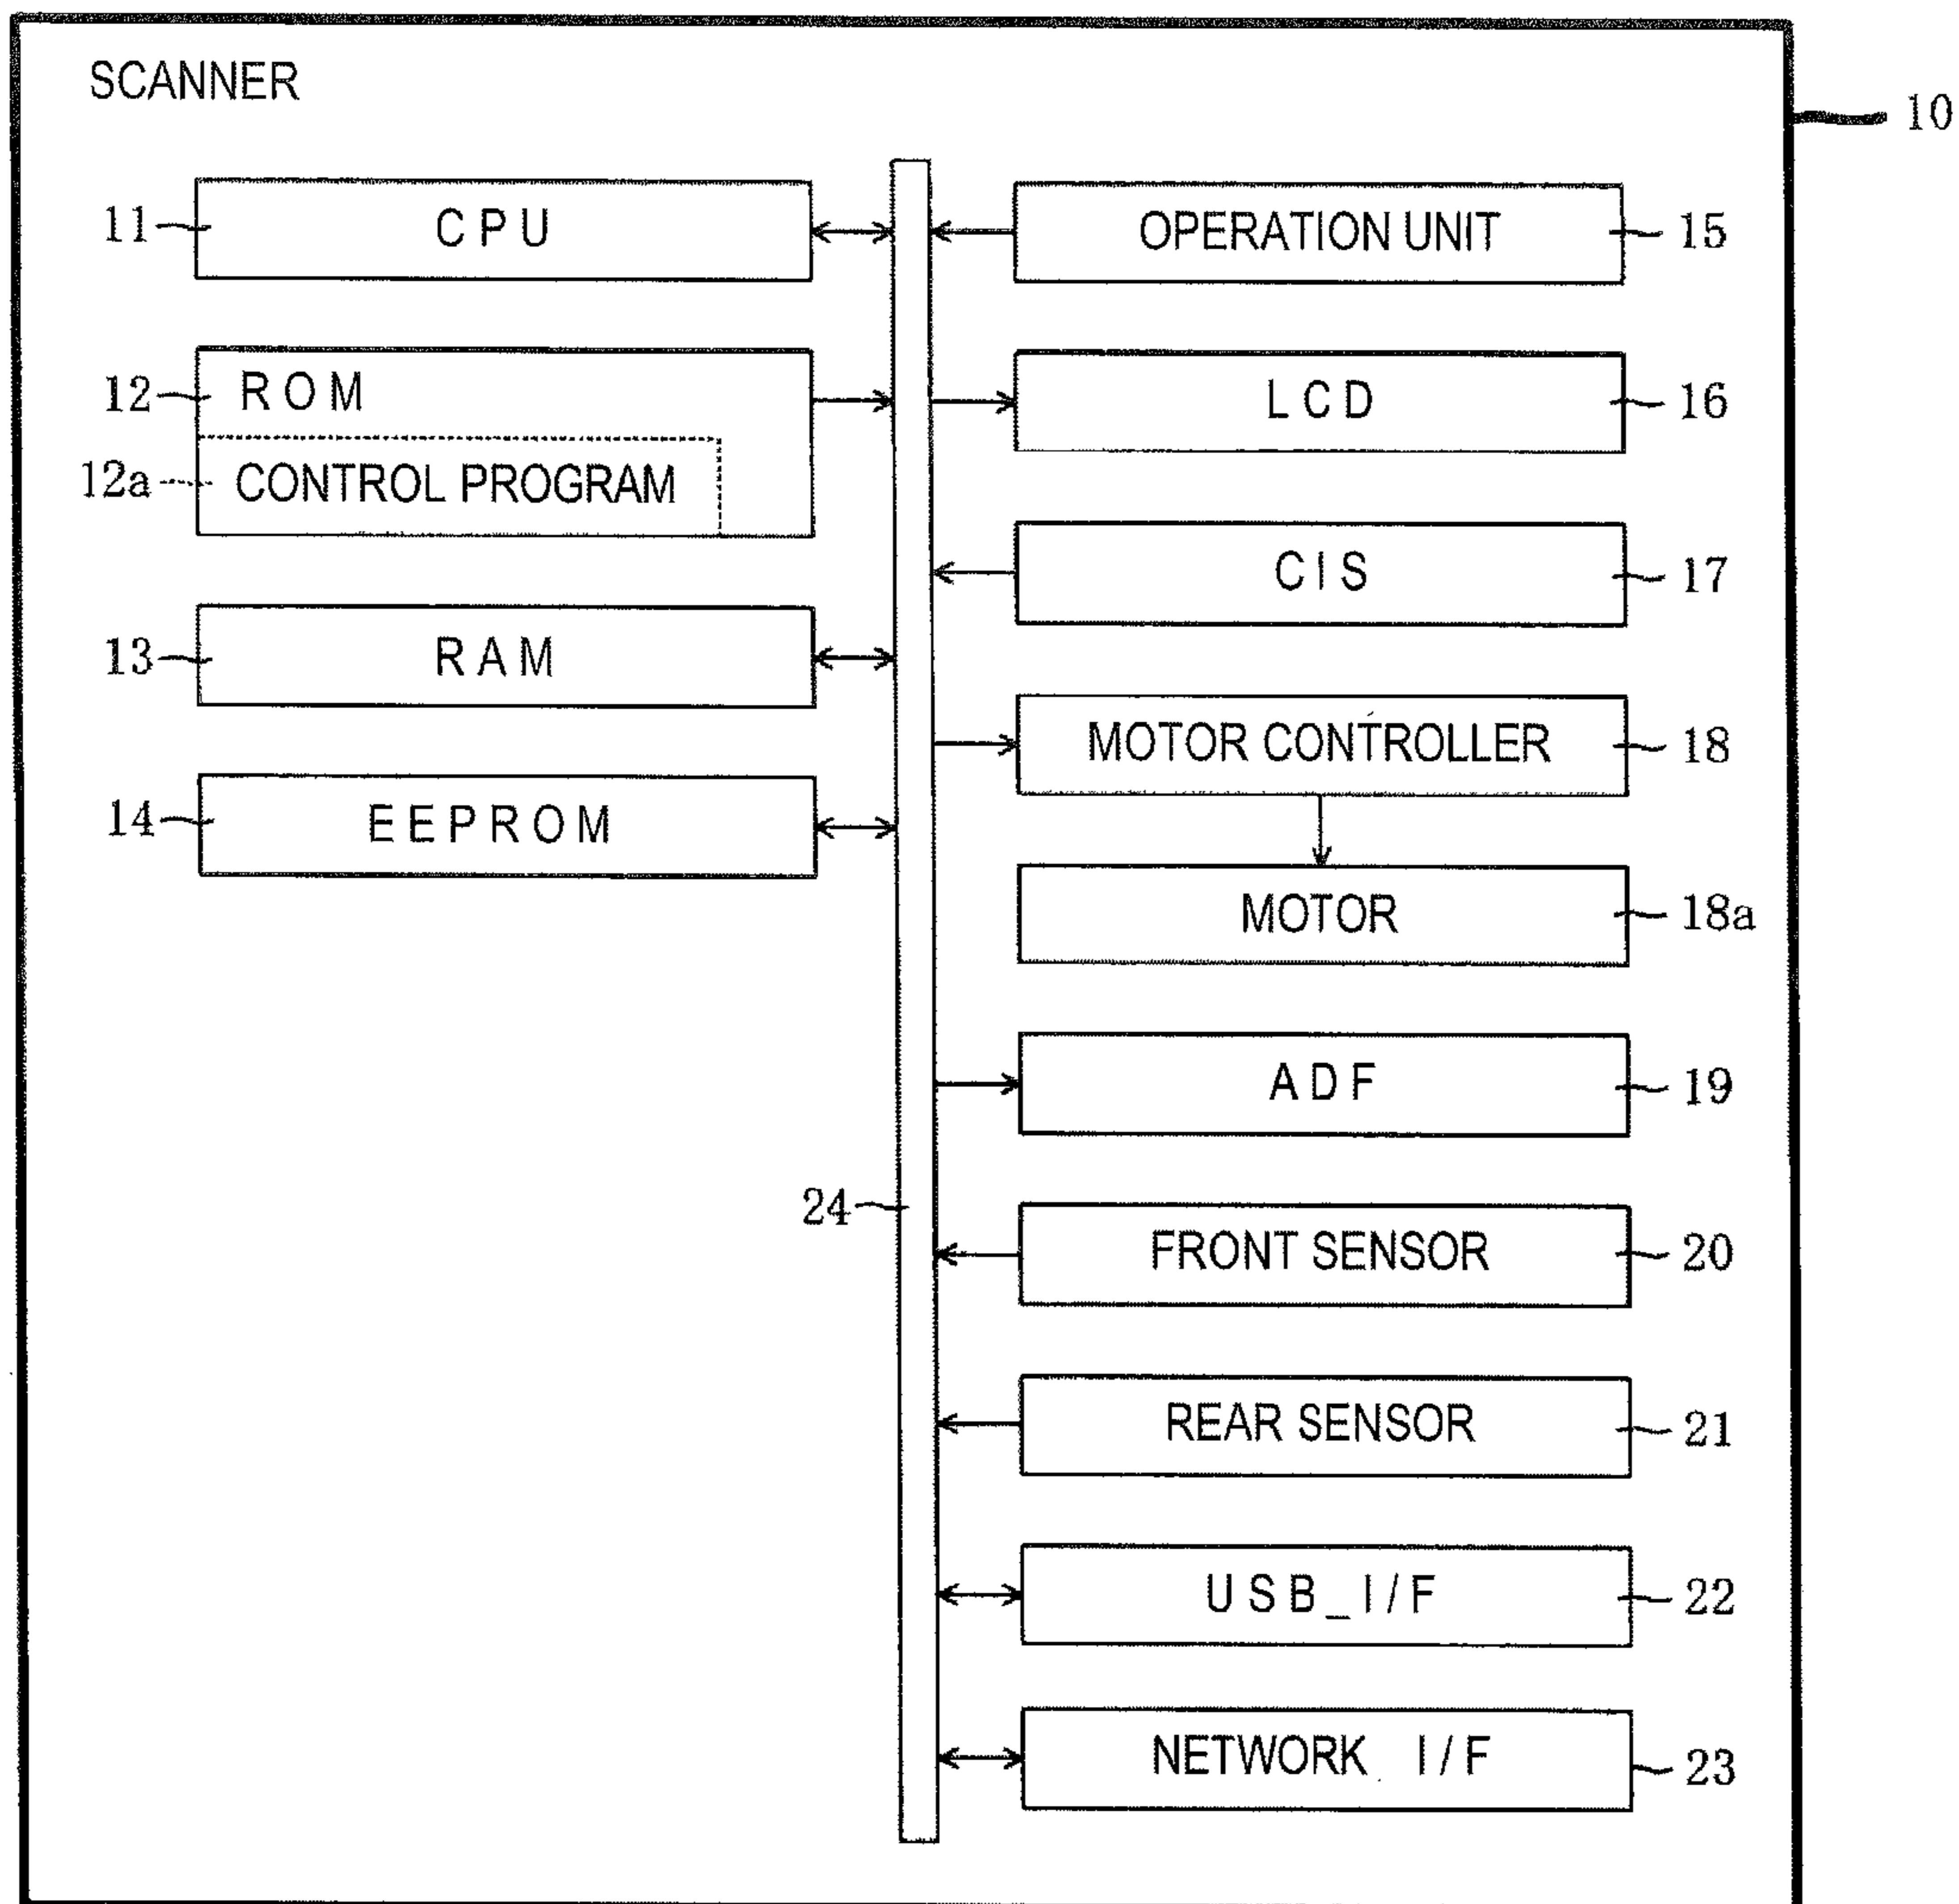 SCANNER
10
11 CPU
12 ROM
12a CONTROL PROGRAM
13 RAM
14 EEPROM
OPERATION UNIT 15
LCD 16
CIS 17
MOTOR CONTROLLER 18
MOTOR 18a
ADF 19
24
FRONT SENSOR 20
REAR SENSOR 21
USB_I/F 22
NETWORK I/F 23